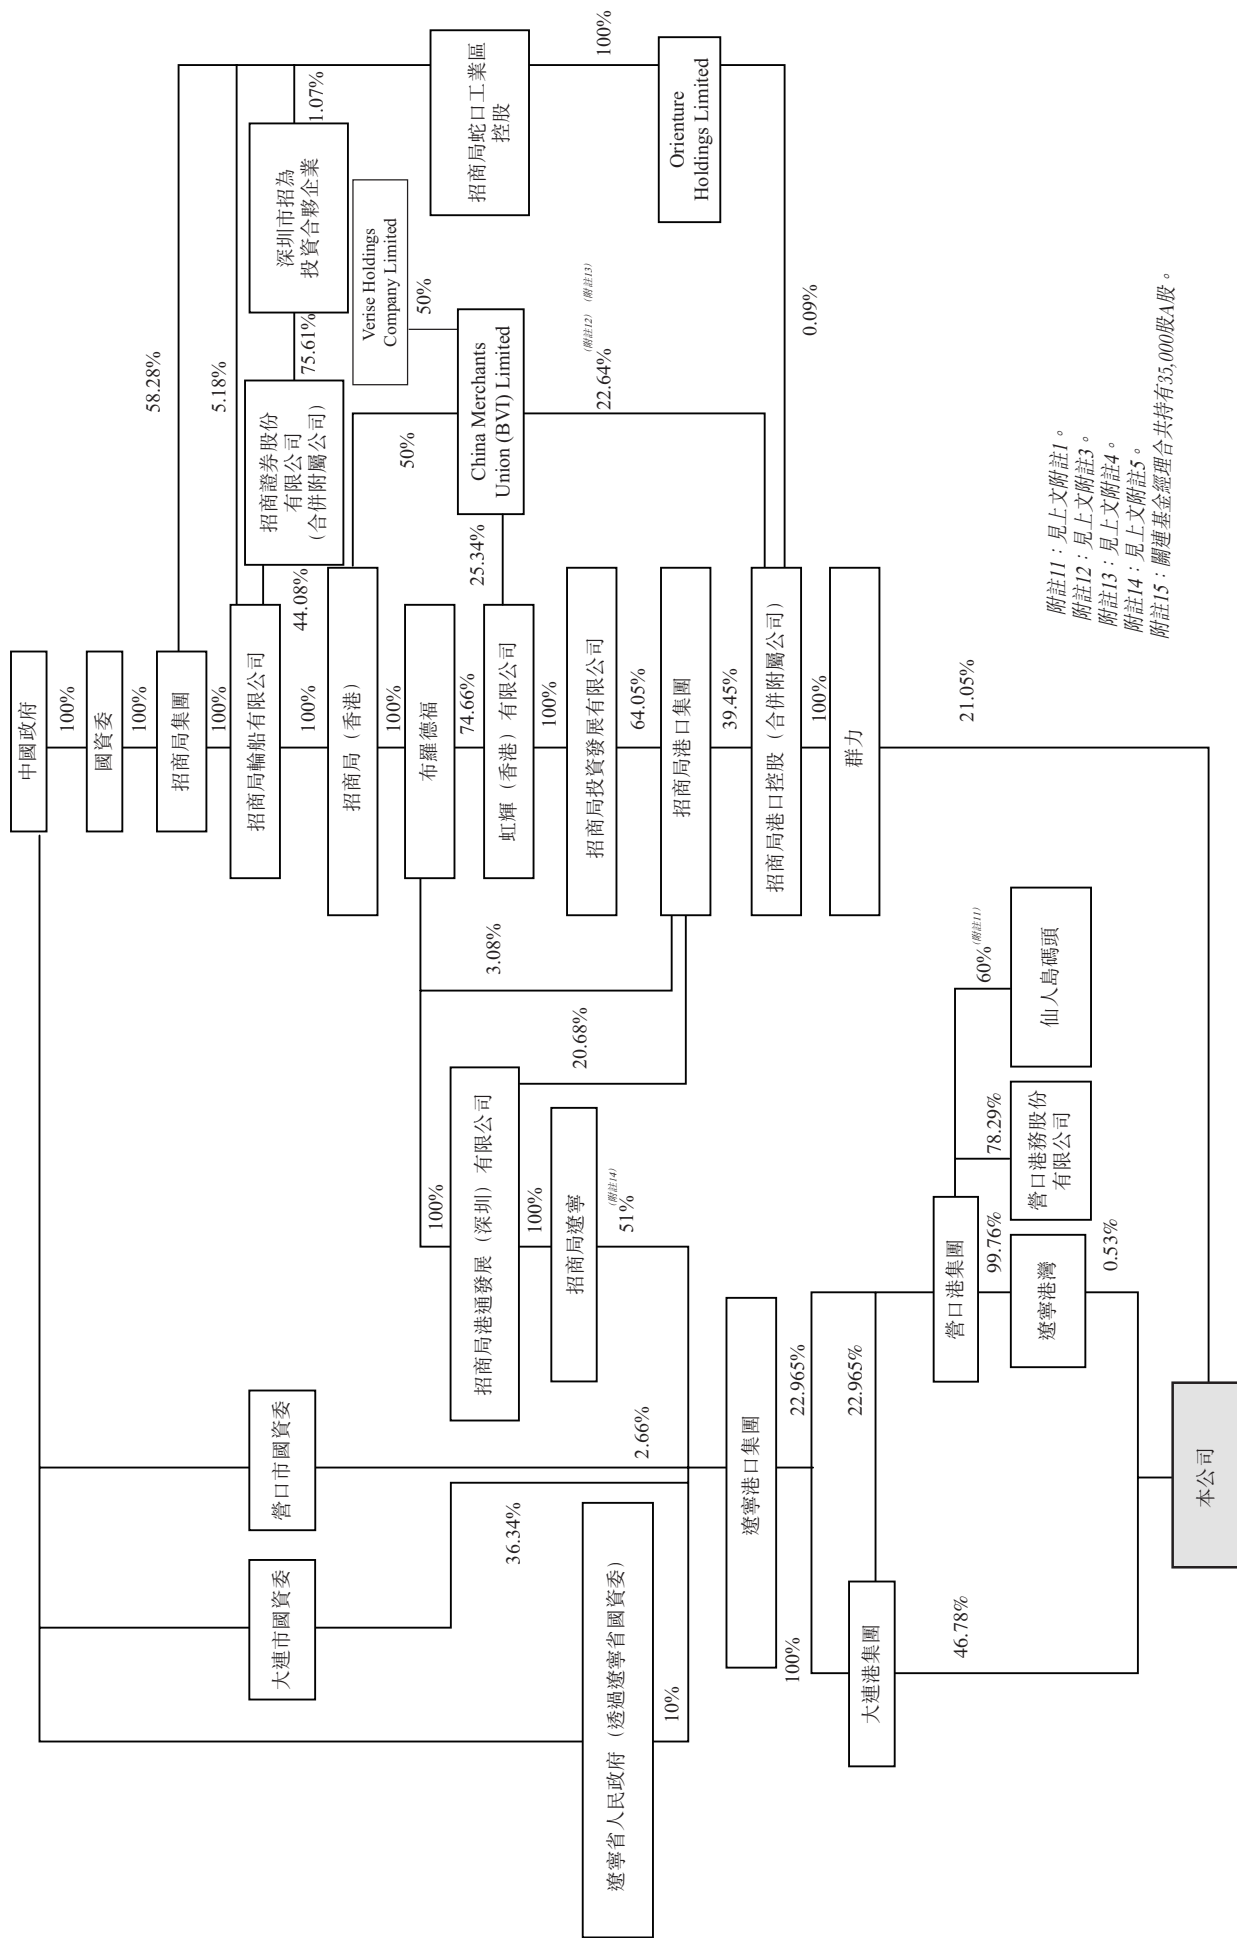 中國政府
100%
國資委
100%
招商局集團
58.28%
100%
5.18%
招商局輪船有限公司
44.08%
招商證券股份
有限公司
（合併附屬公司）
75.61%
深圳市招為
投資合夥企業
1.07%
100%
招商局（香港）
50%
Verise Holdings
Company Limited
50%
100%
布羅德福
China Merchants
Union (BVI) Limited
招商局蛇口工業區
控股
74.66%
25.34%
虹輝（香港）有限公司
100%
22.64%
（附註12）（附註13）
100%
招商局投資發展有限公司
64.05%
Orienture
Holdings Limited
招商局港口集團
39.45%
0.09%
招商局港口控股（合併附屬公司）
100%
群力
21.05%
3.08%
20.68%
100%
招商局港通發展（深圳）有限公司
100%
招商局遼寧
51%
（附註14）
營口市國資委
2.66%
大連市國資委
36.34%
遼寧省人民政府（透過遼寧省國資委）
10%
遼寧港口集團
100%
22.965%
22.965%
大連港集團
46.78%
營口港集團
99.76%
78.29%
60%（附註11）
遼寧港灣
營口港務股份
有限公司
仙人島碼頭
0.53%
本公司
附註11：見上文附註1。
附註12：見上文附註3。
附註13：見上文附註4。
附註14：見上文附註5。
附註15：關連基金經理合共持有35,000股A股。